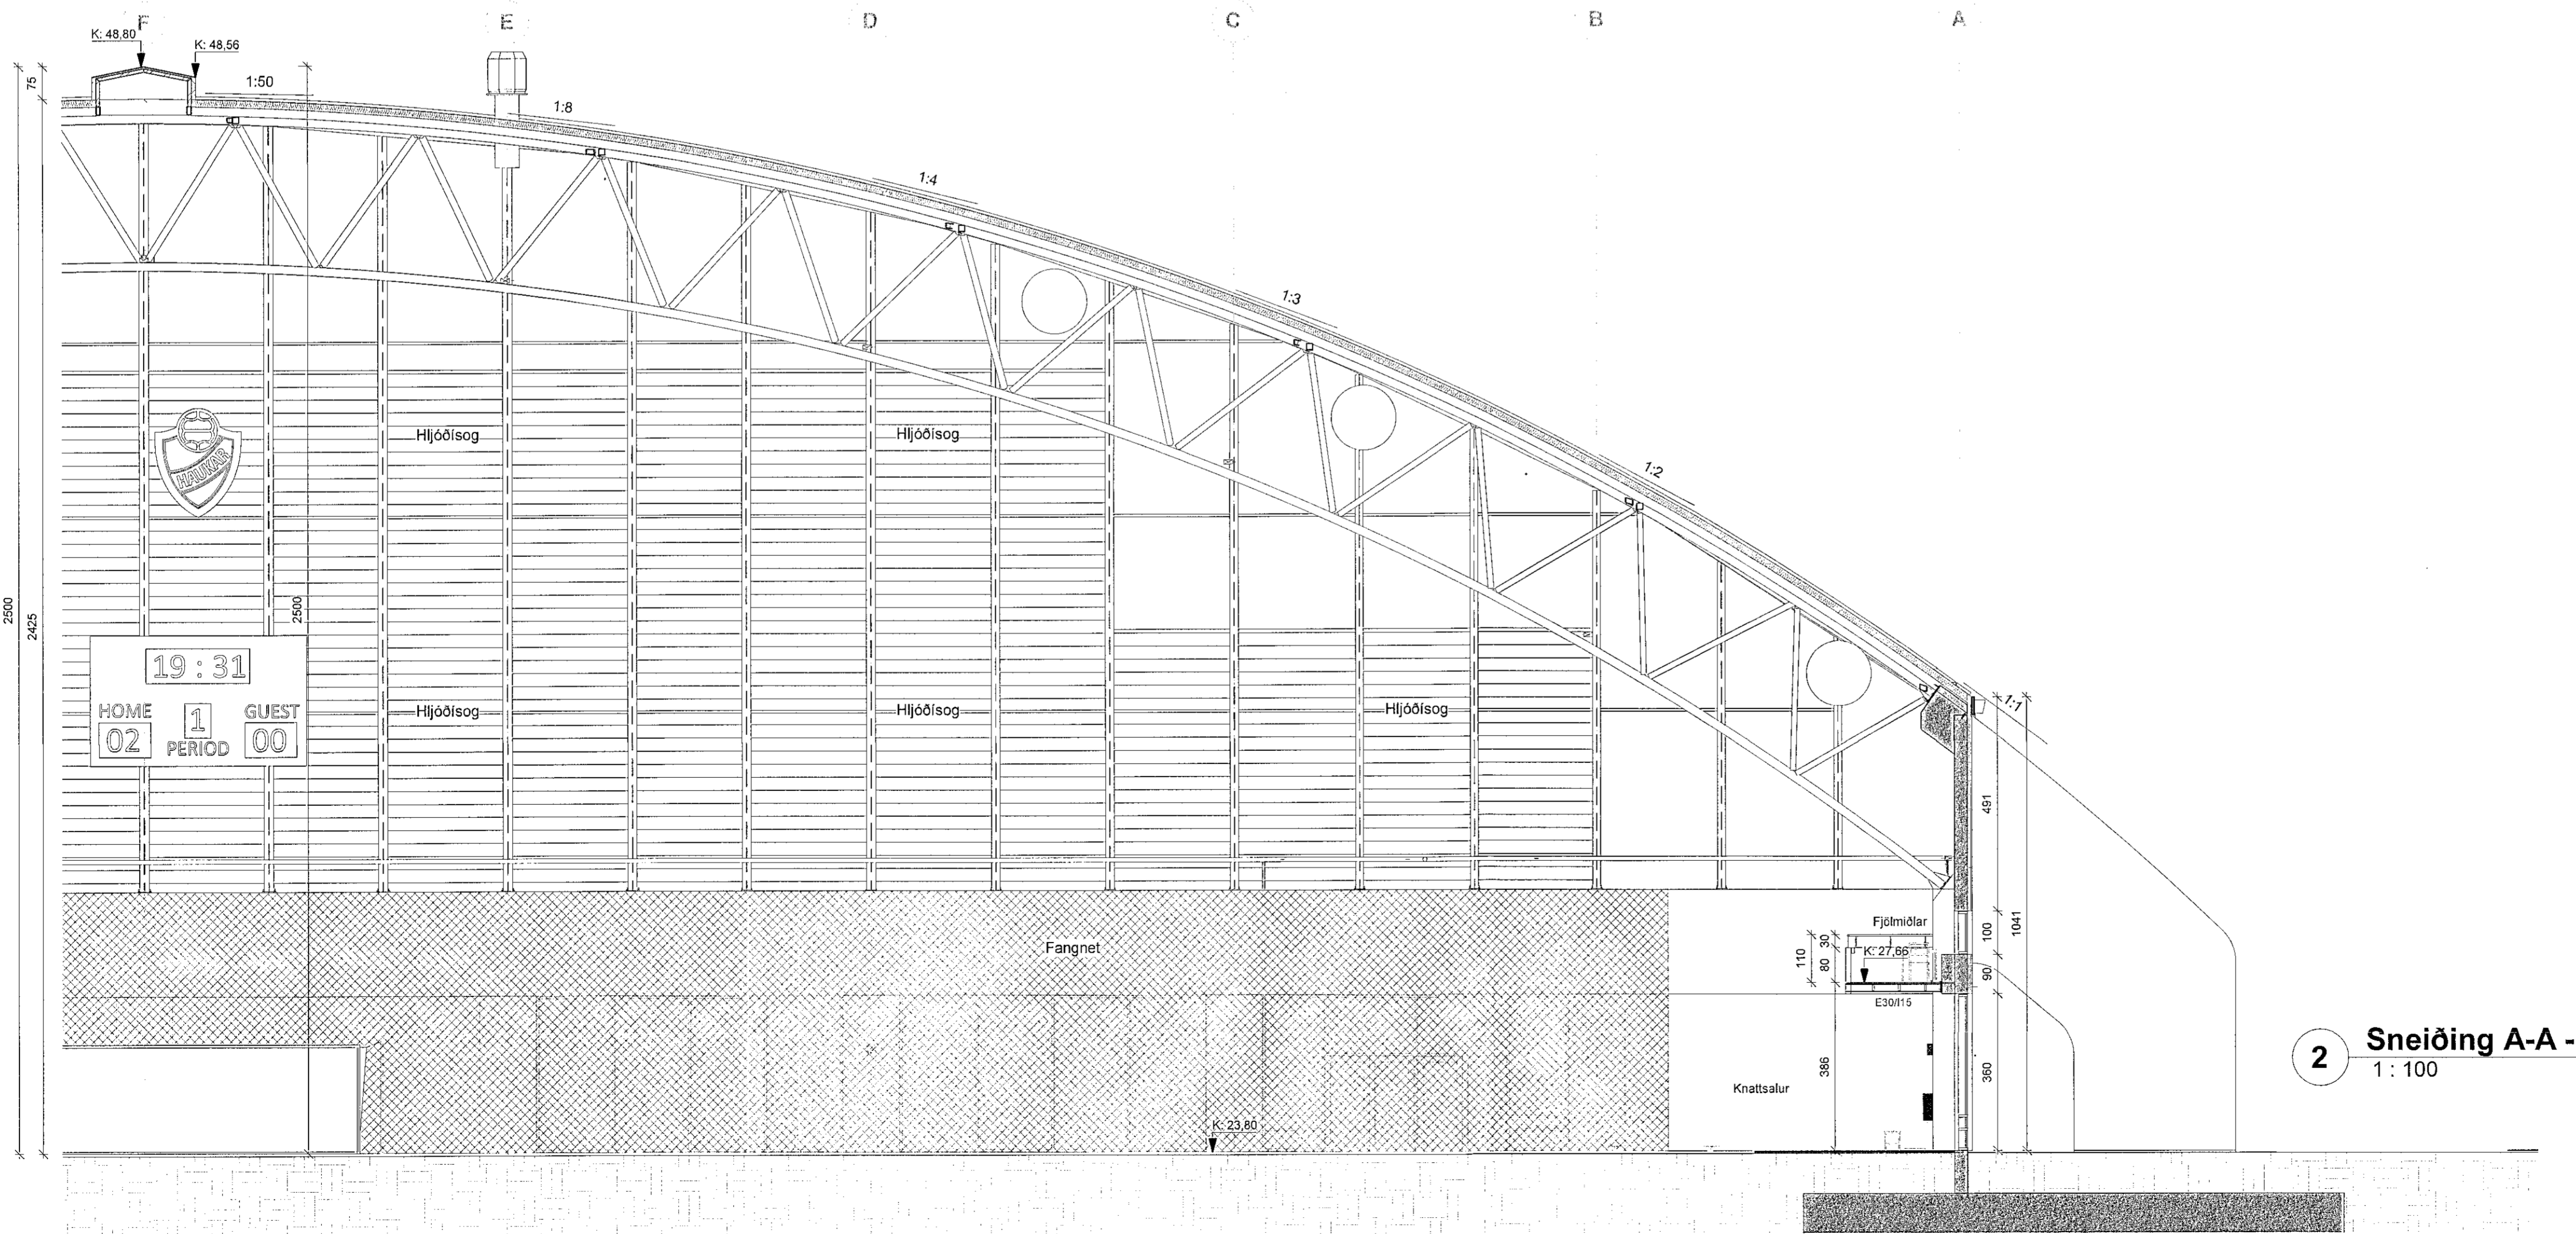 F
E
D
C
B
A
K: 48,80
K: 48,56
75
1:50
1:8
1:4
1:3
1:2
1:1
2500
2425
2500
HAUKAR
Hljóðísog
Hljóðísog
19 : 31
HOME
1
GUEST
02
PERIOD
00
Hljóðísog
Hljóðísog
Hljóðísog
491
1041
100
90
360
Fangnet
Fjölmiðlar
110
30
80
K: 27,66
E30/I15
386
Knattsalur
K: 23,80
2
Sneiðing A-A -
1 : 100